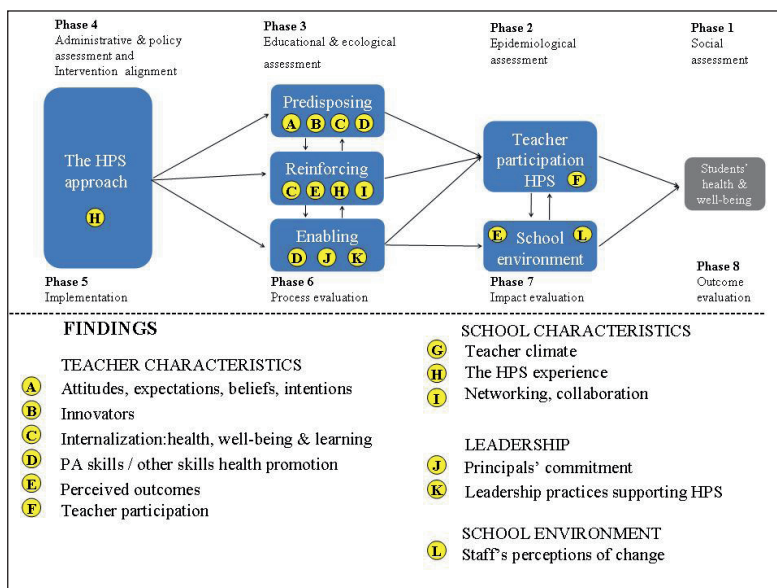 Phase 4
Administrative & policy
assessment and
Intervention alignment
Phase 3
Educational & ecological
assessment
Phase 2
Epidemiological
assessment
Phase 1
Social
assessment
The HPS
approach
H
Predisposing
A B C D
Reinforcing
C E H I
Enabling
D J K
Teacher
participation
HPS F
E School L
environment
Students'
health &
well-being
Phase 5
Implementation
Phase 6
Process evaluation
Phase 7
Impact evaluation
Phase 8
Outcome
evaluation
FINDINGS
TEACHER CHARACTERISTICS
A Attitudes, expectations, beliefs, intentions
B Innovators
C Internalization:health, well-being & learning
D PA skills / other skills health promotion
E Perceived outcomes
F Teacher participation
SCHOOL CHARACTERISTICS
G Teacher climate
H The HPS experience
I Networking, collaboration
LEADERSHIP
J Principals' commitment
K Leadership practices supporting HPS
SCHOOL ENVIRONMENT
L Staff's perceptions of change